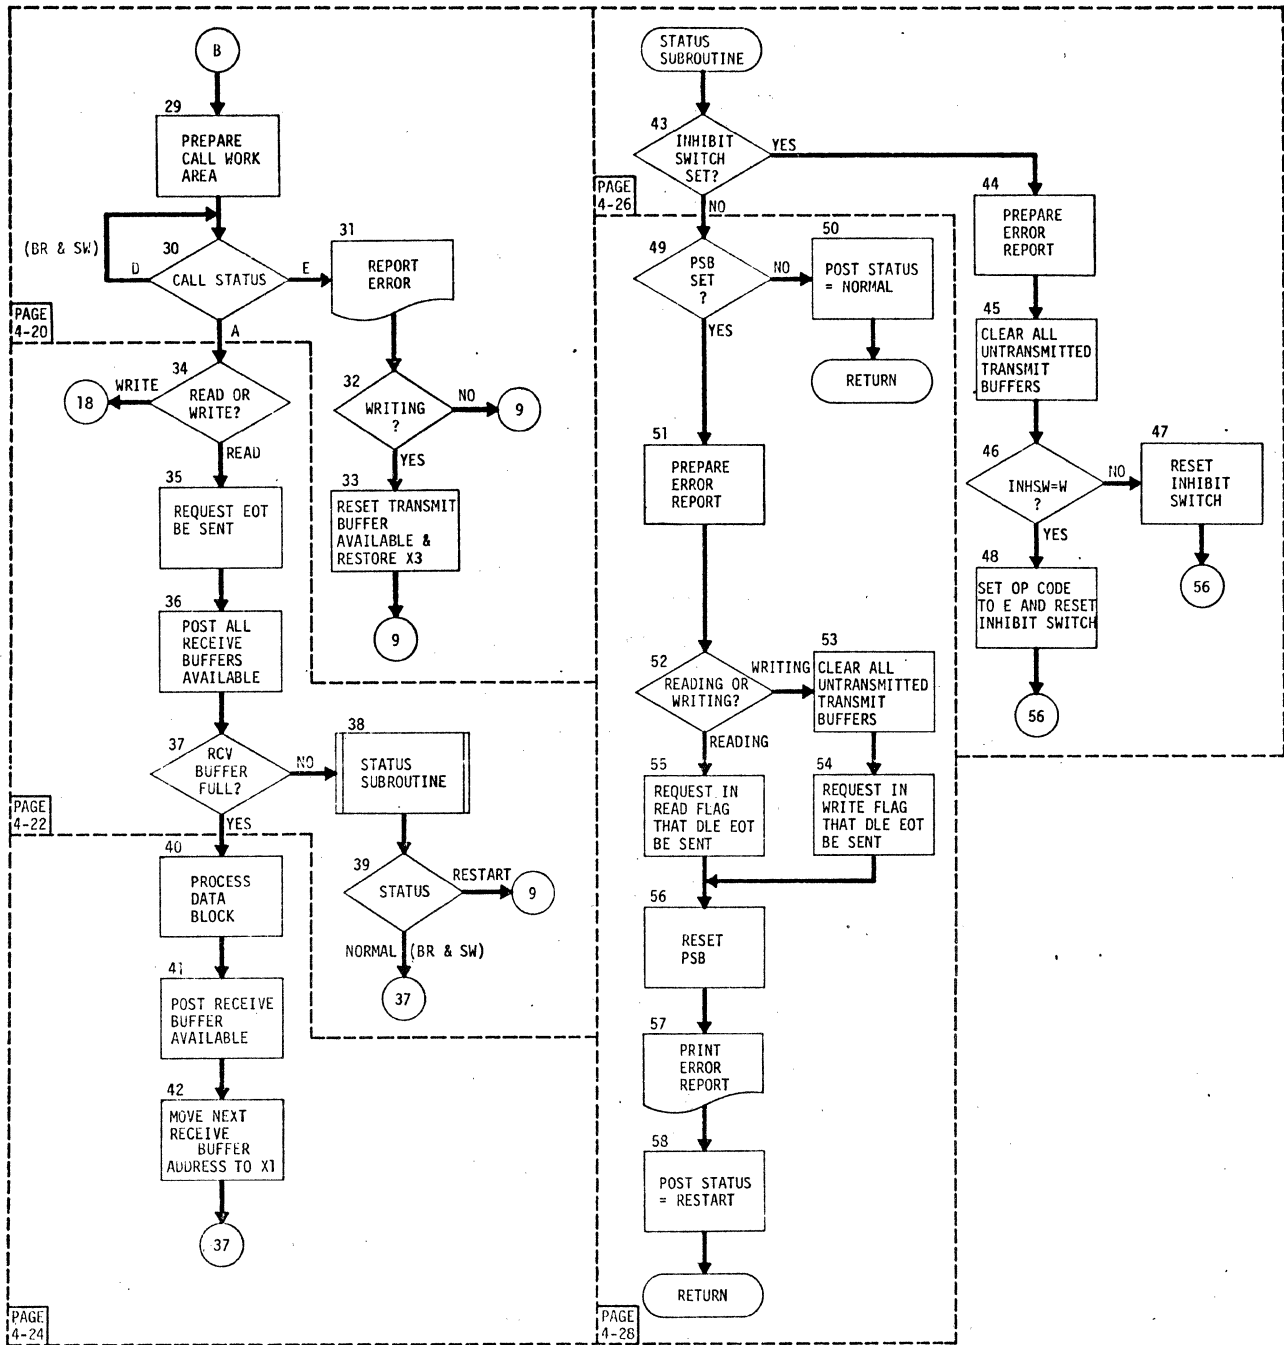 B
29
PREPARE
CALL WORK
AREA
(BR & SW)
30
D
CALL STATUS
E
A
31
REPORT
ERROR
PAGE
4-20
32
WRITING
?
NO
9
YES
33
RESET TRANSMIT
BUFFER
AVAILABLE &
RESTORE X3
9
34
READ OR
WRITE?
WRITE
18
READ
35
REQUEST EOT
BE SENT
36
POST ALL
RECEIVE
BUFFERS
AVAILABLE
37
RCV
BUFFER
FULL?
NO
YES
38
STATUS
SUBROUTINE
PAGE
4-22
39
STATUS
RESTART
9
NORMAL (BR & SW)
37
40
PROCESS
DATA
BLOCK
41
POST RECEIVE
BUFFER
AVAILABLE
42
MOVE NEXT
RECEIVE
BUFFER
ADDRESS TO X1
37
PAGE
4-24
STATUS
SUBROUTINE
43
INHIBIT
SWITCH
SET?
YES
NO
PAGE
4-26
44
PREPARE
ERROR
REPORT
45
CLEAR ALL
UNTRANSMITTED
TRANSMIT
BUFFERS
46
INHSW=W
?
NO
YES
47
RESET
INHIBIT
SWITCH
56
48
SET OP CODE
TO E AND RESET
INHIBIT SWITCH
56
49
PSB
SET
?
NO
YES
50
POST STATUS
= NORMAL
RETURN
51
PREPARE
ERROR
REPORT
52
READING OR
WRITING?
WRITING
READING
53
CLEAR ALL
UNTRANSMITTED
TRANSMIT
BUFFERS
54
REQUEST IN
WRITE FLAG
THAT DLE EOT
BE SENT
55
REQUEST IN
READ FLAG
THAT DLE EOT
BE SENT
56
RESET
PSB
57
PRINT
ERROR
REPORT
58
POST STATUS
= RESTART
RETURN
PAGE
4-28